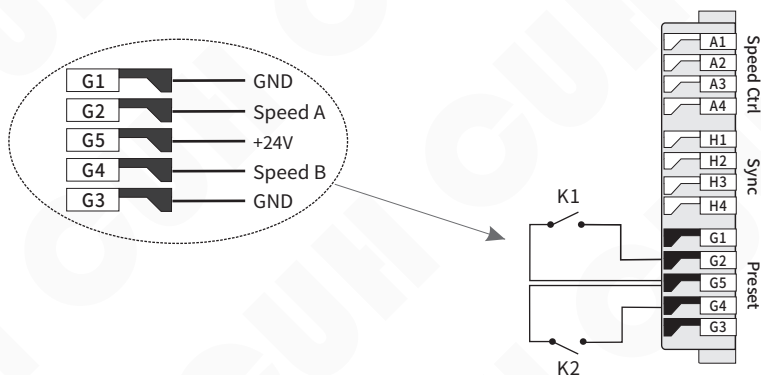 G1 GND
G2 Speed A
G5 +24V
G4 Speed B
G3 GND
K1
K2
A1
A2
A3
A4
Speed Ctrl
H1
H2
H3
H4
Sync
G1
G2
G5
G4
G3
Preset